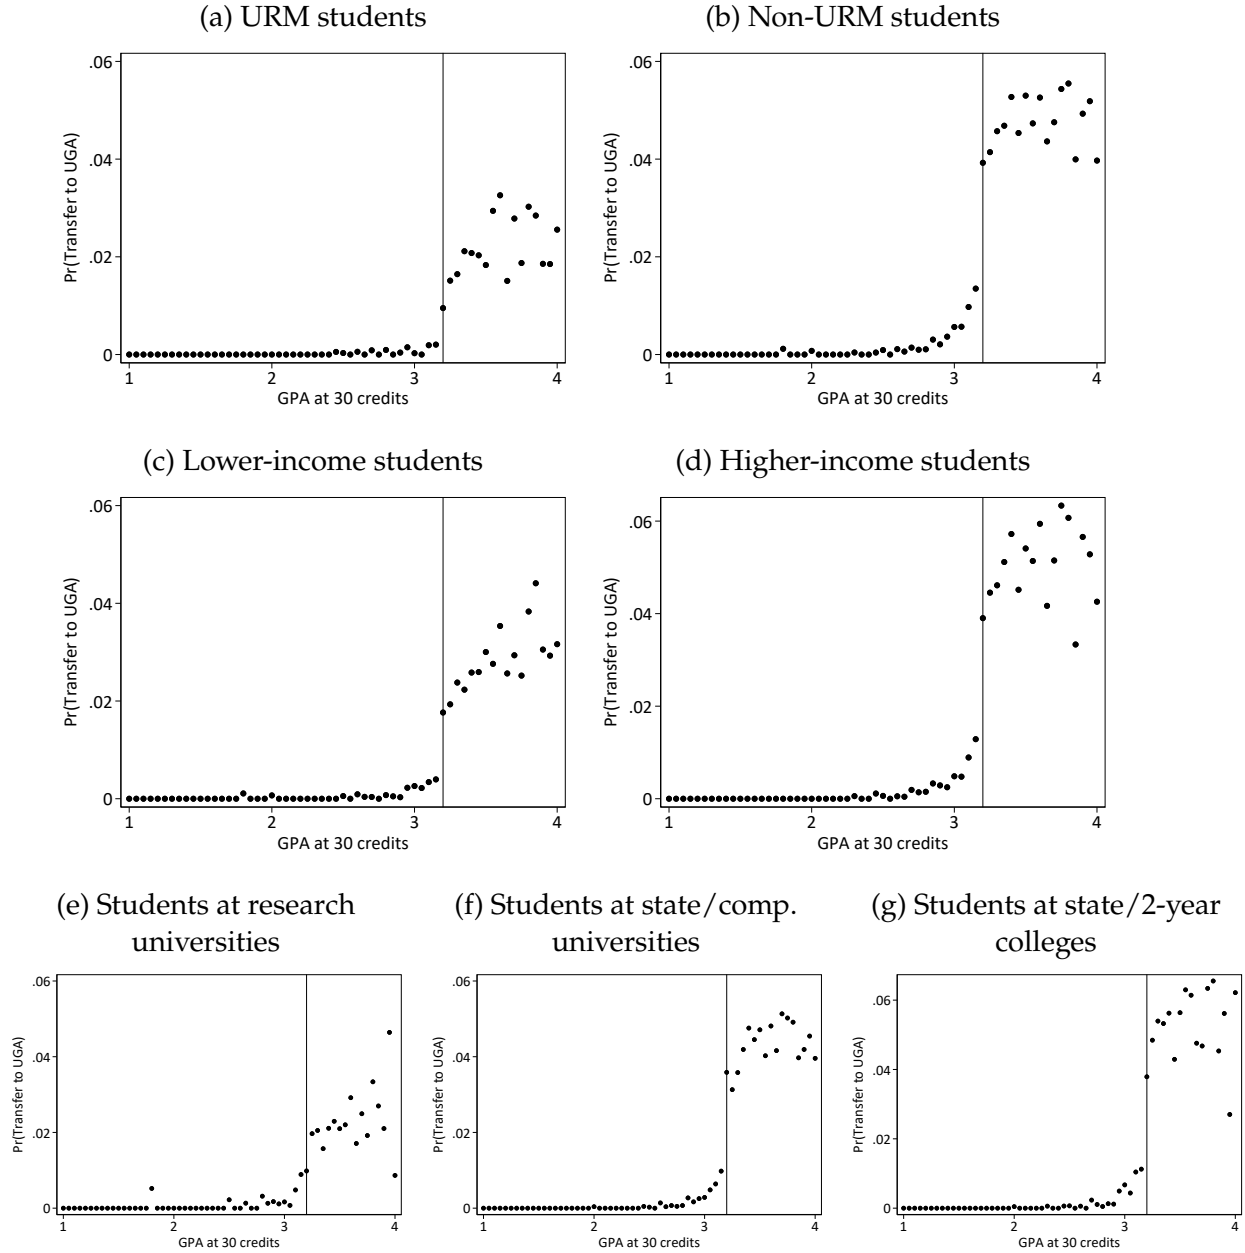 (a) URM students
(b) Non-URM students
.06
.04
.02
0
Pr(Transfer to UGA)
1 2 3 4
GPA at 30 credits
.06
.04
.02
0
Pr(Transfer to UGA)
1 2 3 4
GPA at 30 credits
(c) Lower-income students
(d) Higher-income students
.06
.04
.02
0
Pr(Transfer to UGA)
1 2 3 4
GPA at 30 credits
.06
.04
.02
0
Pr(Transfer to UGA)
1 2 3 4
GPA at 30 credits
(e) Students at research
universities
(f) Students at state/comp.
universities
(g) Students at state/2-year
colleges
.06
.04
.02
0
Pr(Transfer to UGA)
1 2 3 4
GPA at 30 credits
.06
.04
.02
0
Pr(Transfer to UGA)
1 2 3 4
GPA at 30 credits
.06
.04
.02
0
Pr(Transfer to UGA)
1 2 3 4
GPA at 30 credits